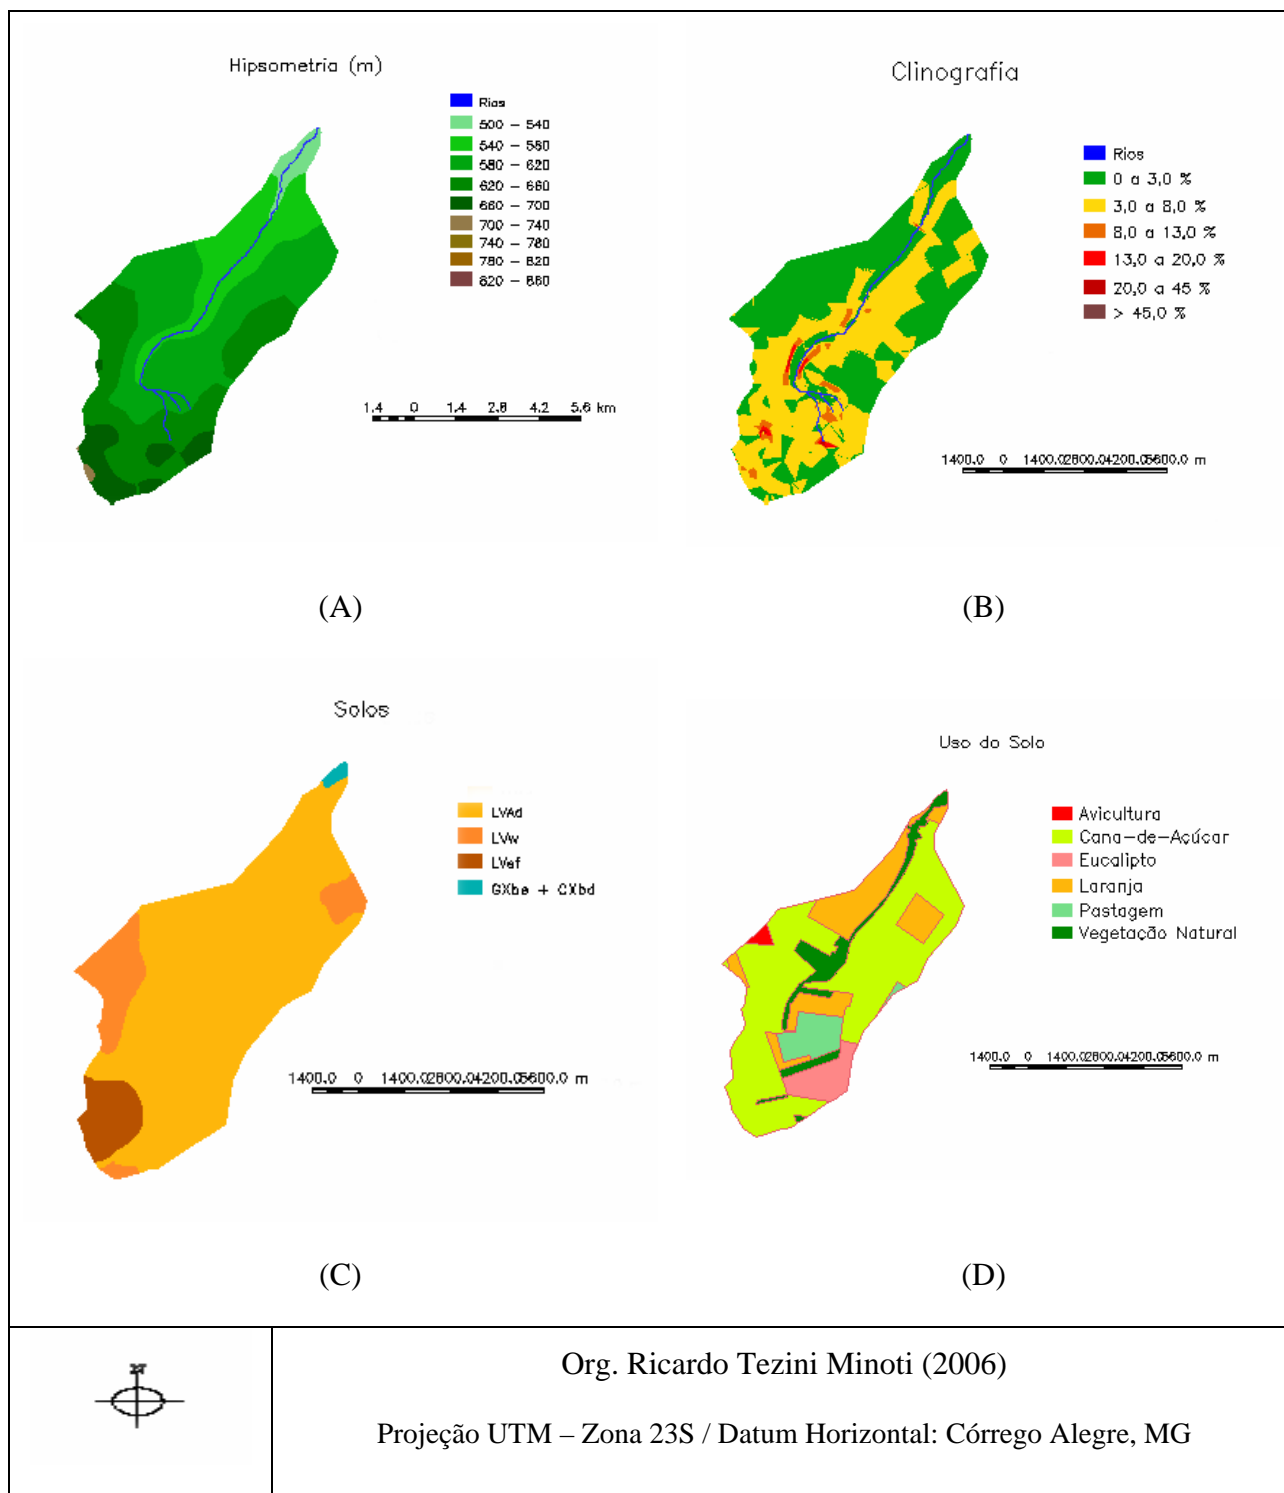 Hipsometria (m)
Rios
500 – 540
540 – 580
580 – 620
620 – 660
660 – 700
700 – 740
740 – 780
780 – 820
820 – 860
1.4 0 1.4 2.8 4.2 5.6 km
(A)
Clinografia
Rios
0 a 3,0 %
3,0 a 8,0 %
8,0 a 13,0 %
13,0 a 20,0 %
20,0 a 45 %
> 45,0 %
1400.0 0 1400.02800.04200.05600.0 m
(B)
Solos
LVAd
LVw
LVef
GXbe + CXbd
1400.0 0 1400.02800.04200.05600.0 m
(C)
Uso do Solo
Avicultura
Cana-de-Açúcar
Eucalipto
Laranja
Pastagem
Vegetação Natural
1400.0 0 1400.02800.04200.05600.0 m
(D)
Org. Ricardo Tezini Minoti (2006)
Projeção UTM – Zona 23S / Datum Horizontal: Córrego Alegre, MG